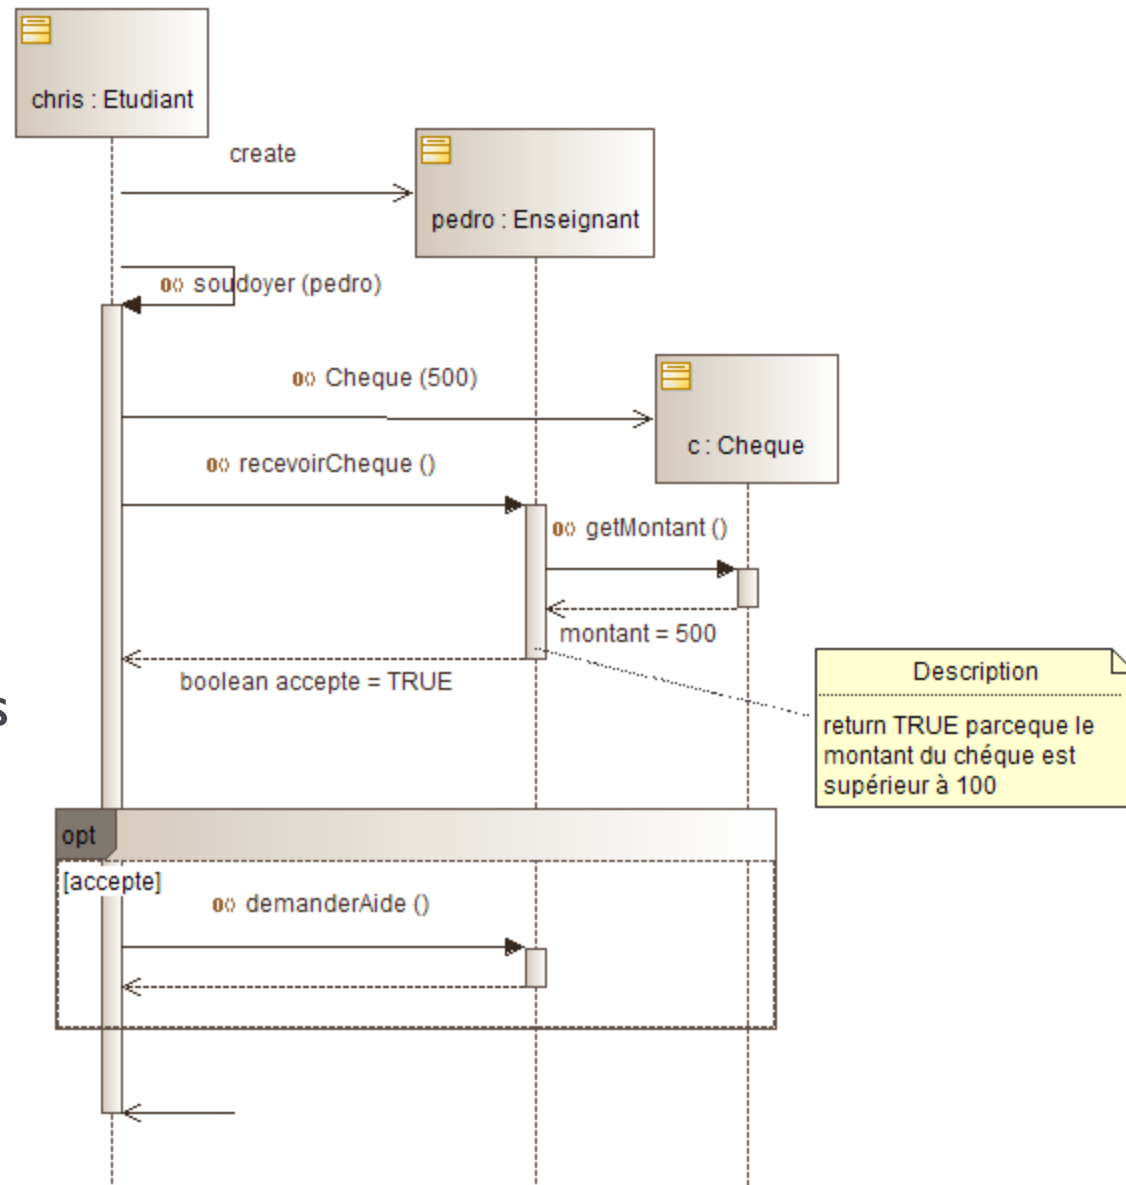 chris : Etudiant
create
pedro : Enseignant
soudoyer (pedro)
Cheque (500)
c : Cheque
recevoirCheque ()
getMontant ()
montant = 500
boolean accepte = TRUE
s
Description
return TRUE parceque le
montant du chéque est
supérieur à 100
opt
[accepte]
demanderAide ()